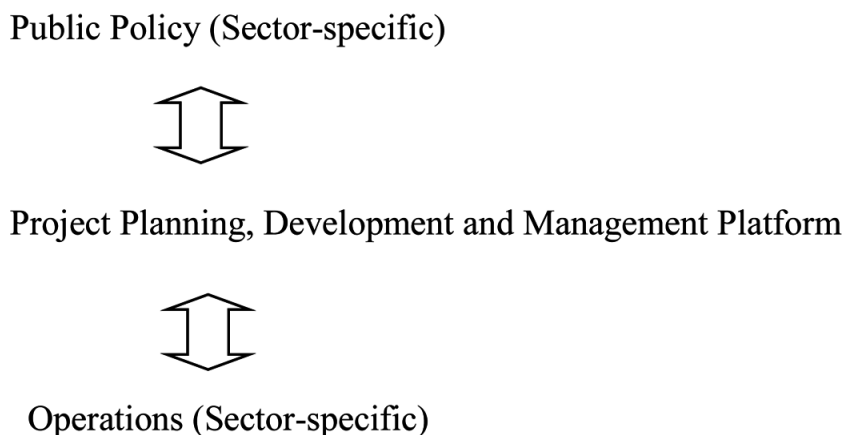 Public Policy (Sector-specific)
Project Planning, Development and Management Platform
Operations (Sector-specific)